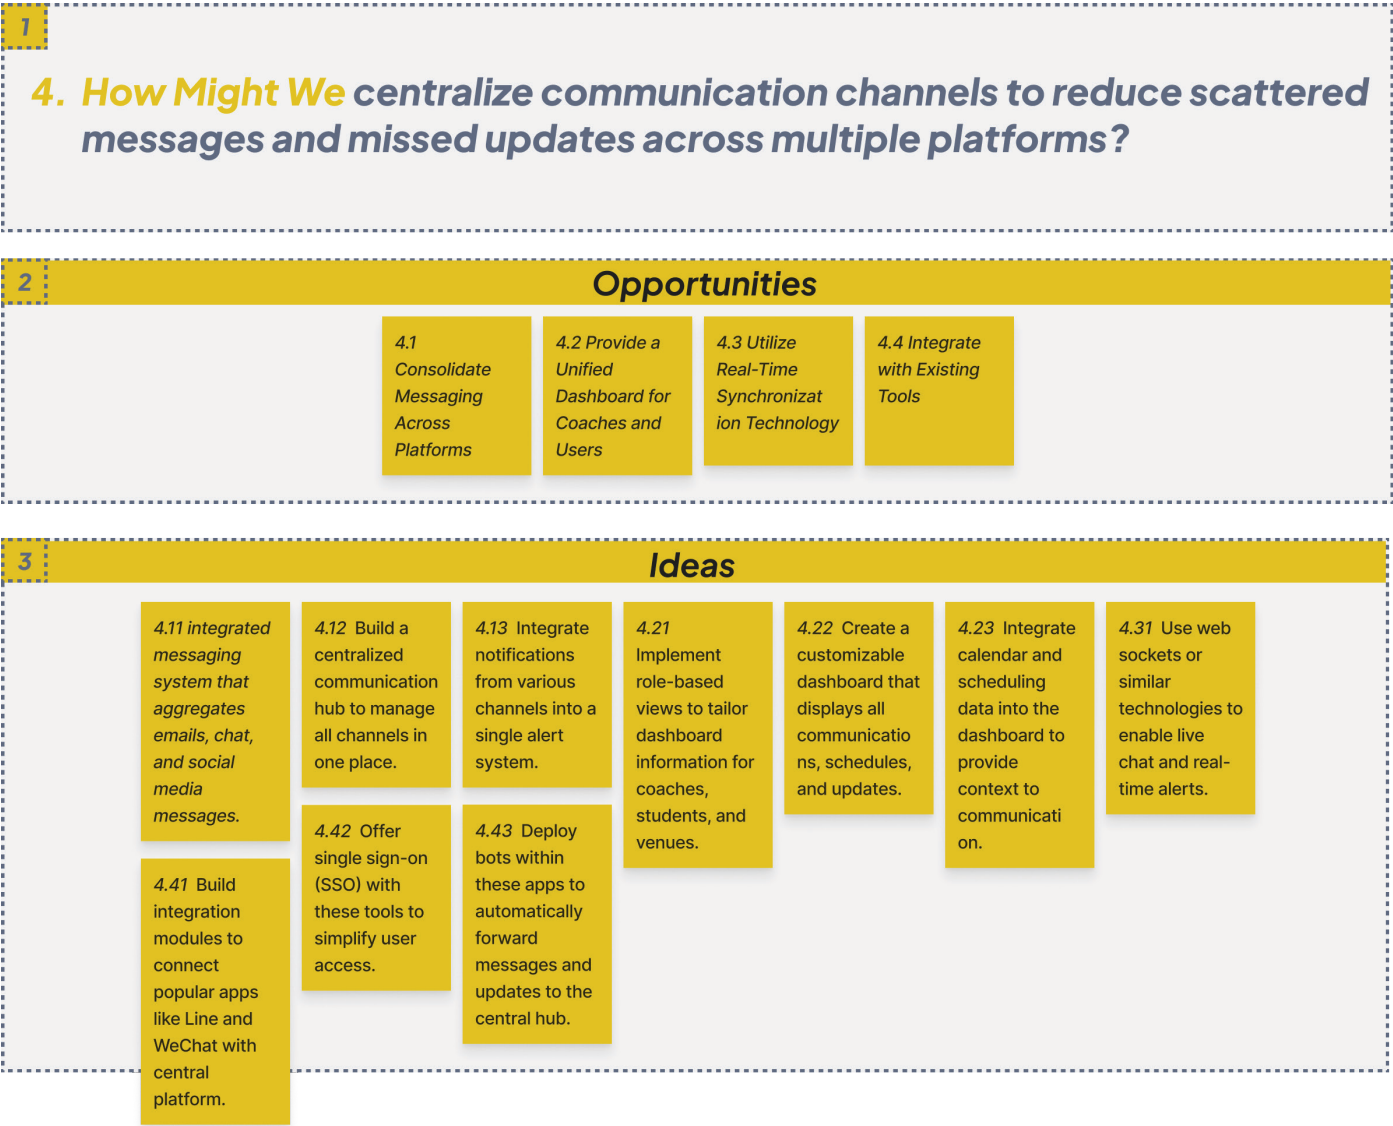 1
4. How Might We centralize communication channels to reduce scattered
messages and missed updates across multiple platforms?
2
Opportunities
4.1
Consolidate
Messaging
Across
Platforms
4.2 Provide a
Unified
Dashboard for
Coaches and
Users
4.3 Utilize
Real-Time
Synchronizat
ion Technology
4.4 Integrate
with Existing
Tools
3
Ideas
4.11 integrated
messaging
system that
aggregates
emails, chat,
and social
media
messages.
4.12 Build a
centralized
communication
hub to manage
all channels in
one place.
4.13 Integrate
notifications
from various
channels into a
single alert
system.
4.21
Implement
role-based
views to tailor
dashboard
information for
coaches,
students, and
venues.
4.22 Create a
customizable
dashboard that
displays all
communicatio
ns, schedules,
and updates.
4.23 Integrate
calendar and
scheduling
data into the
dashboard to
provide
context to
communicati
on.
4.31 Use web
sockets or
similar
technologies to
enable live
chat and real-
time alerts.
4.41 Build
integration
modules to
connect
popular apps
like Line and
WeChat with
central
platform.
4.42 Offer
single sign-on
(SSO) with
these tools to
simplify user
access.
4.43 Deploy
bots within
these apps to
automatically
forward
messages and
updates to the
central hub.